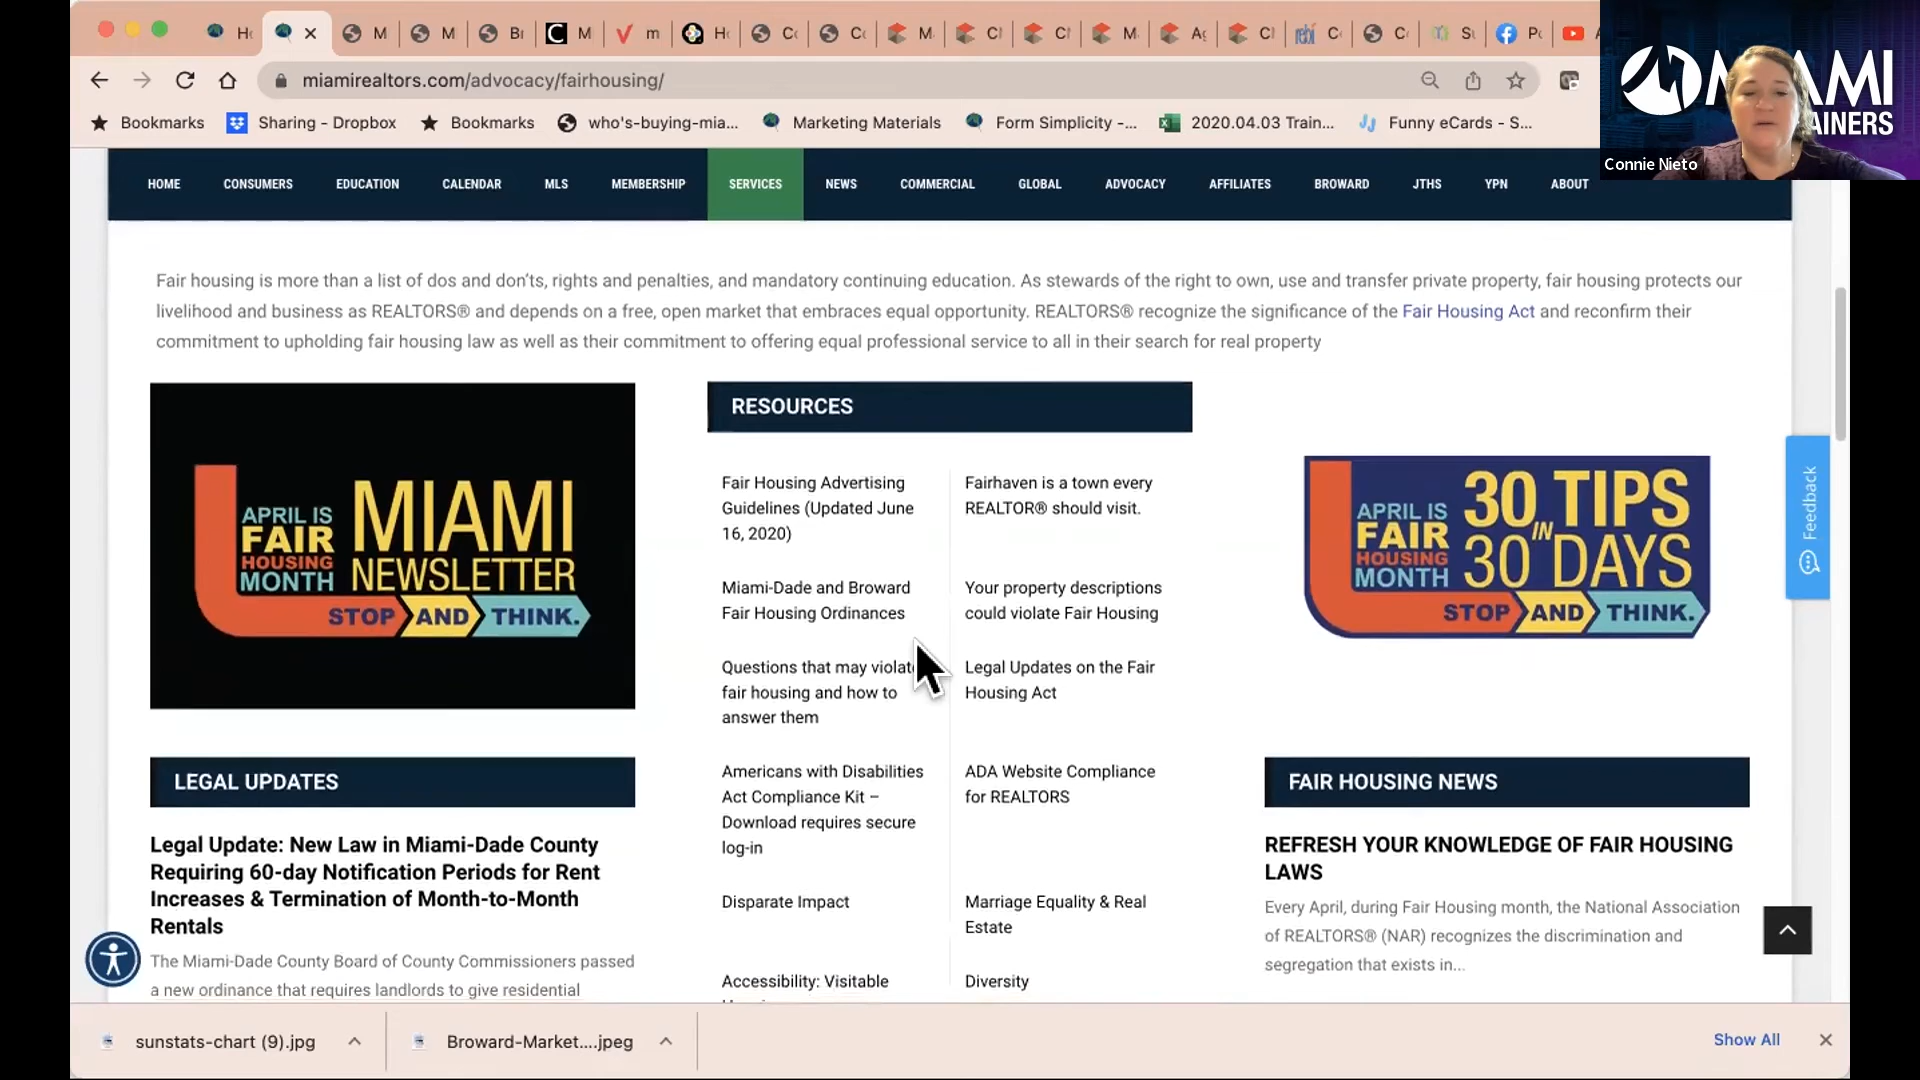 H
M
M
Br
M
m
H
C
C
M
Cl
Cl
M
A
Cl
C
C
S
P
miamirealtors.com/advocacy/fairhousing/
Bookmarks
Sharing - Dropbox
Bookmarks
who's-buying-mia...
Marketing Materials
Form Simplicity -...
2020.04.03 Train...
Funny eCards - S...
Connie Nieto
HOME
CONSUMERS
EDUCATION
CALENDAR
MLS
MEMBERSHIP
SERVICES
NEWS
COMMERCIAL
GLOBAL
ADVOCACY
AFFILIATES
BROWARD
JTHS
YPN
ABOUT
Fair housing is more than a list of dos and don'ts, rights and penalties, and mandatory continuing education. As stewards of the right to own, use and transfer private property, fair housing protects our
livelihood and business as REALTORS® and depends on a free, open market that embraces equal opportunity. REALTORS® recognize the significance of the Fair Housing Act and reconfirm their
commitment to upholding fair housing law as well as their commitment to offering equal professional service to all in their search for real property
APRIL IS
FAIR
HOUSING
MONTH
MIAMI
NEWSLETTER
STOP AND THINK.
LEGAL UPDATES
Legal Update: New Law in Miami-Dade County
Requiring 60-day Notification Periods for Rent
Increases & Termination of Month-to-Month
Rentals
The Miami-Dade County Board of County Commissioners passed
a new ordinance that requires landlords to give residential
RESOURCES
Fair Housing Advertising
Guidelines (Updated June
16, 2020)
Fairhaven is a town every
REALTOR® should visit.
Miami-Dade and Broward
Fair Housing Ordinances
Your property descriptions
could violate Fair Housing
Questions that may violate
fair housing and how to
answer them
Legal Updates on the Fair
Housing Act
Americans with Disabilities
Act Compliance Kit –
Download requires secure
log-in
ADA Website Compliance
for REALTORS
Disparate Impact
Marriage Equality & Real
Estate
Accessibility: Visitable
Diversity
APRIL IS
FAIR
HOUSING
MONTH
30 TIPS
IN
30 DAYS
STOP AND THINK.
FAIR HOUSING NEWS
REFRESH YOUR KNOWLEDGE OF FAIR HOUSING
LAWS
Every April, during Fair Housing month, the National Association
of REALTORS® (NAR) recognizes the discrimination and
segregation that exists in...
Feedback
sunstats-chart (9).jpg
Broward-Market....jpeg
Show All